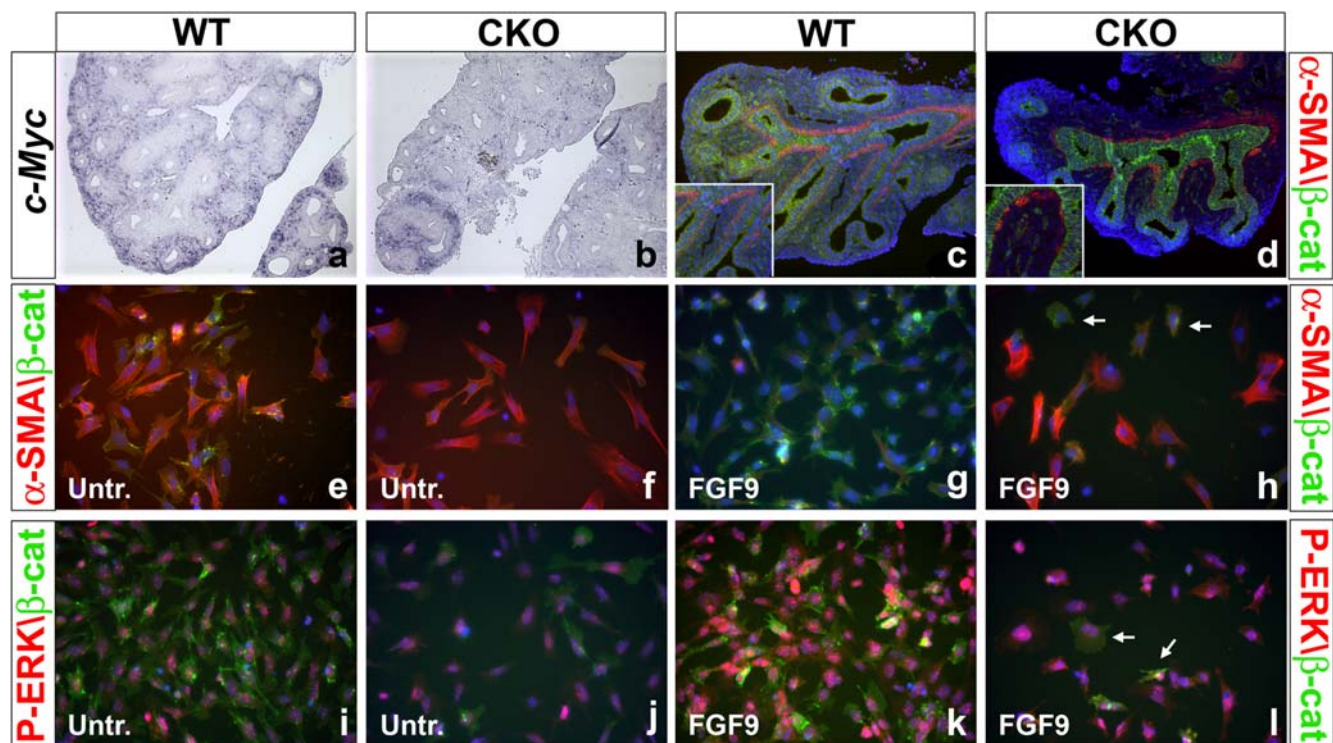 WT CKO WT CKO
c-Myc a b c d α-SMA\β-cat
α-SMA\β-cat Untr. e Untr. f FGF9 g FGF9 h α-SMA\β-cat
P-ERK\β-cat Untr. i Untr. j FGF9 k FGF9 l P-ERK\β-cat